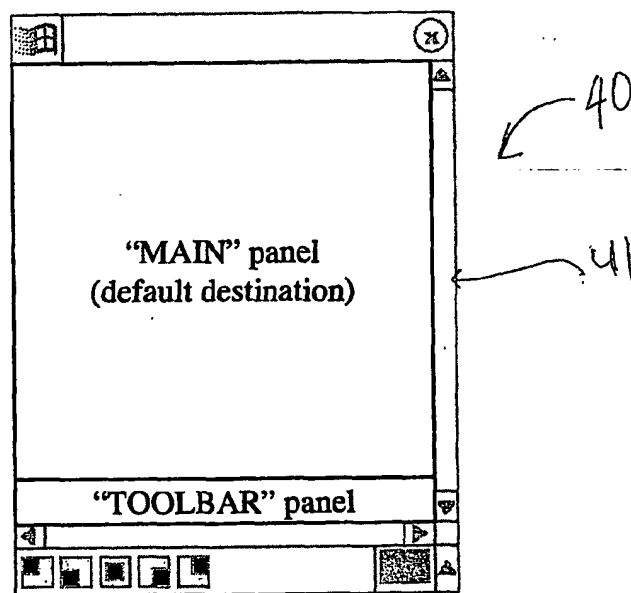 x
40
"MAIN" panel
(default destination)
41
"TOOLBAR" panel